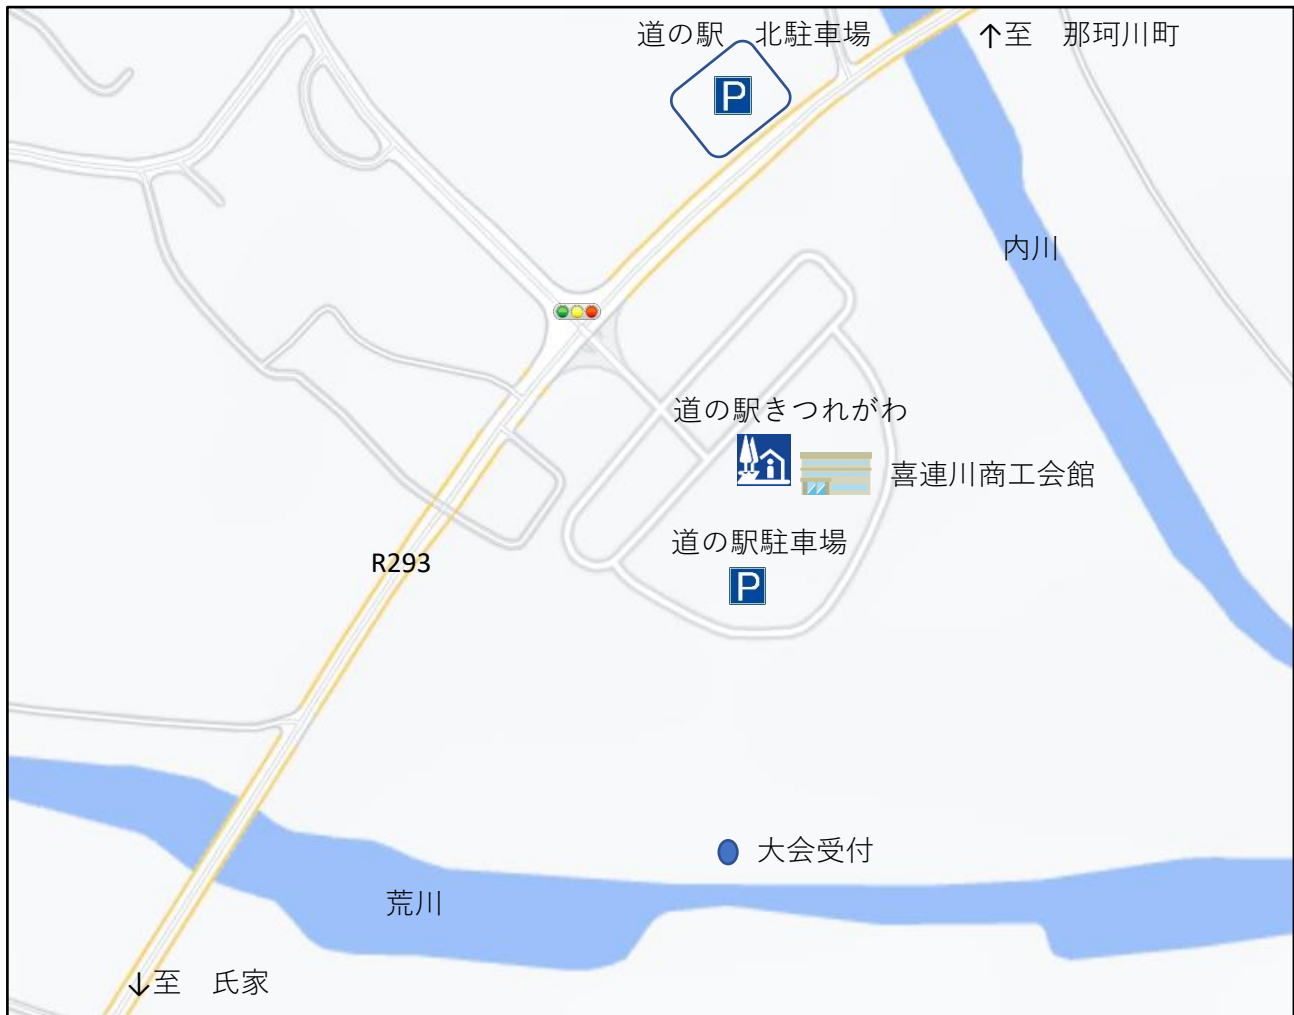 道の駅　北駐車場
↑至　那珂川町
P
内川
道の駅きつれがわ
喜連川商工会館
道の駅駐車場
P
R293
大会受付
荒川
↓至　氏家